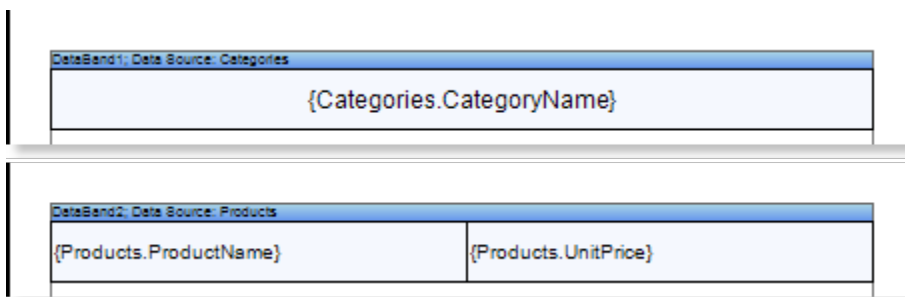 DataBand1; Data Source: Categories
{Categories.CategoryName}
DataBand2; Data Source: Products
{Products.ProductName} {Products.UnitPrice}